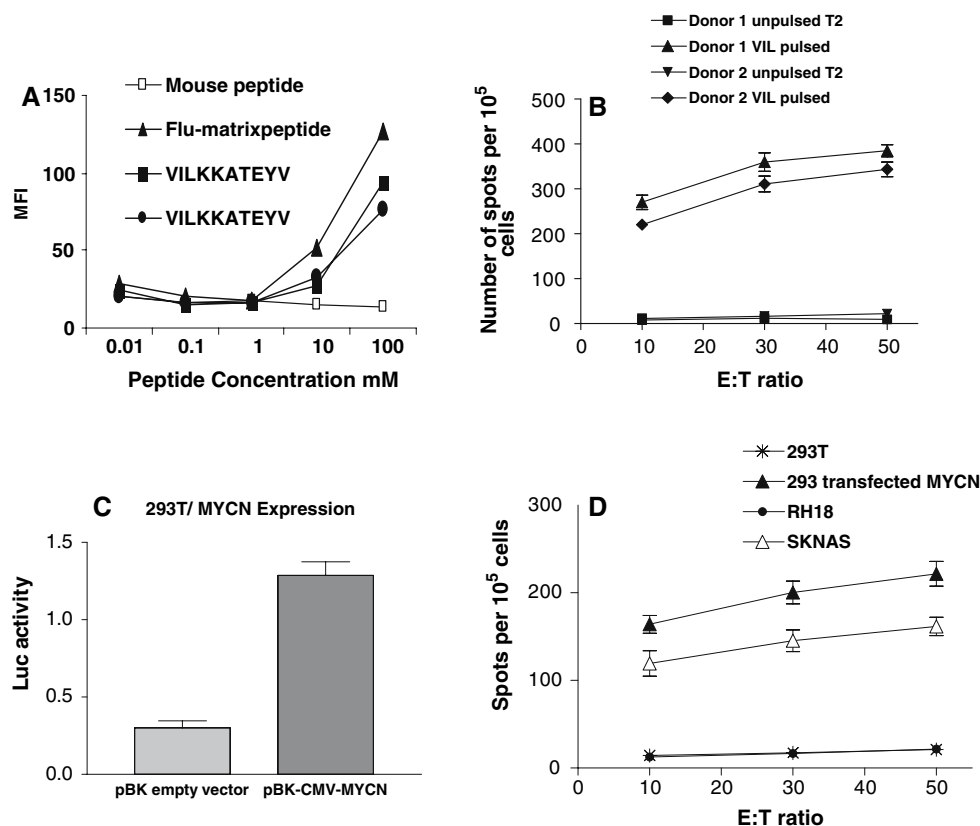 A
Mouse peptide
Flu-matrixpeptide
VILKKATEYV
VILKKATEYV
150
100
50
0
MFI
0.01 0.1 1 10 100
Peptide Concentration mM
B
Donor 1 unpulsed T2
Donor 1 VIL pulsed
Donor 2 unpulsed T2
Donor 2 VIL pulsed
500
400
300
200
100
0
Number of spots per 10⁵
cells
0 10 20 30 40 50
E:T ratio
C
293T/ MYCN Expression
1.5
1.0
0.5
0.0
Luc activity
pBK empty vector pBK-CMV-MYCN
D
293T
293 transfected MYCN
RH18
SKNAS
300
200
100
0
Spots per 10⁵ cells
0 10 20 30 40 50
E:T ratio